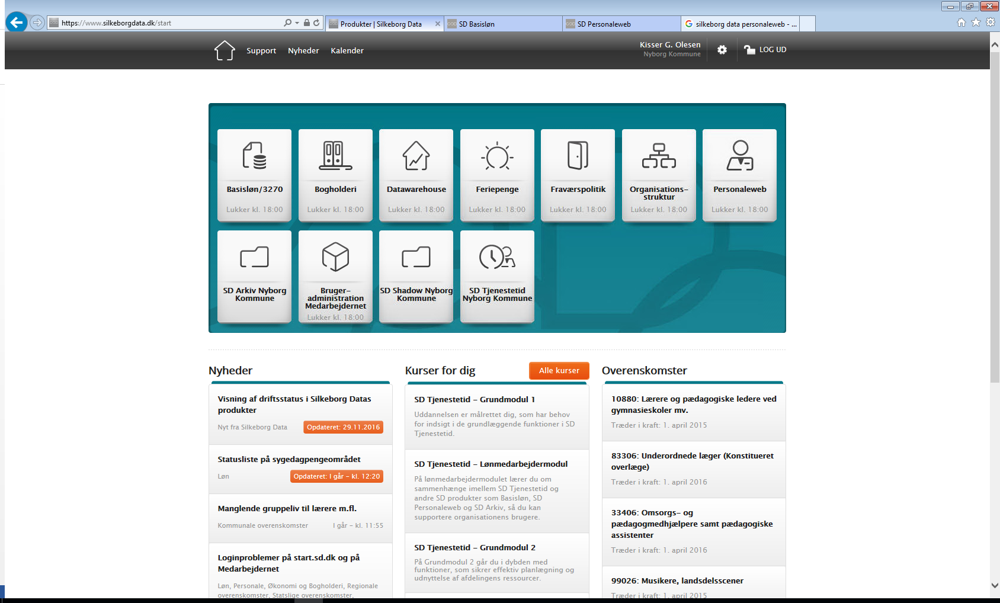 https://www.silkeborgdata.dk/start
Produkter | Silkeborg Data
SD Basisløn
SD Personaleweb
silkeborg data personaleweb - ...
Support
Nyheder
Kalender
Kisser G. Olesen
Nyborg Kommune
LOG UD
Basisløn/3270
Lukker kl. 18:00
Bogholderi
Lukker kl. 18:00
Datawarehouse
Lukker kl. 18:00
Feriepenge
Lukker kl. 18:00
Fraværspolitik
Lukker kl. 18:00
Organisations-
struktur
Lukker kl. 18:00
Personaleweb
Lukker kl. 18:00
SD Arkiv Nyborg
Kommune
Bruger-
administration
Medarbejdernet
Lukker kl. 18:00
SD Shadow Nyborg
Kommune
SD Tjenestetid
Nyborg Kommune
Nyheder
Visning af driftsstatus i Silkeborg Datas
produkter
Nyt fra Silkeborg Data
Opdateret: 29.11.2016
Statusliste på sygedagpengeområdet
Løn
Opdateret: I går - kl. 12:20
Manglende gruppeliv til lærere m.fl.
Kommunale overenskomster
I går - kl. 11:55
Loginproblemer på start.sd.dk og på
Medarbejdernet
Løn, Personale, Økonomi og Bogholderi, Regionale
overenskomster, Statslige overenskomster,
Kurser for dig
Alle kurser
SD Tjenestetid - Grundmodul 1
Uddannelsen er målrettet dig, som har behov
for indsigt i de grundlæggende funktioner i SD
Tjenestetid.
SD Tjenestetid - Lønmedarbejdermodul
På lønmedarbejdermodulet lærer du om
sammenhænge imellem SD Tjenestetid og
andre SD produkter som Basisløn, SD
Personaleweb og SD Arkiv, så du kan
supportere organisationens brugere.
SD Tjenestetid - Grundmodul 2
På Grundmodul 2 går du i dybden med
funktioner, som sikrer effektiv planlægning og
udnyttelse af afdelingens ressourcer.
Overenskomster
10880: Lærere og pædagogiske ledere ved
gymnasieskoler mv.
Træder i kraft: 1. april 2015
83306: Underordnede læger (Konstitueret
overlæge)
Træder i kraft: 1. april 2016
33406: Omsorgs- og
pædagogmedhjælpere samt pædagogiske
assistenter
Træder i kraft: 1. april 2016
99026: Musikere, landsdelsscener
Træder i kraft: 1. april 2015